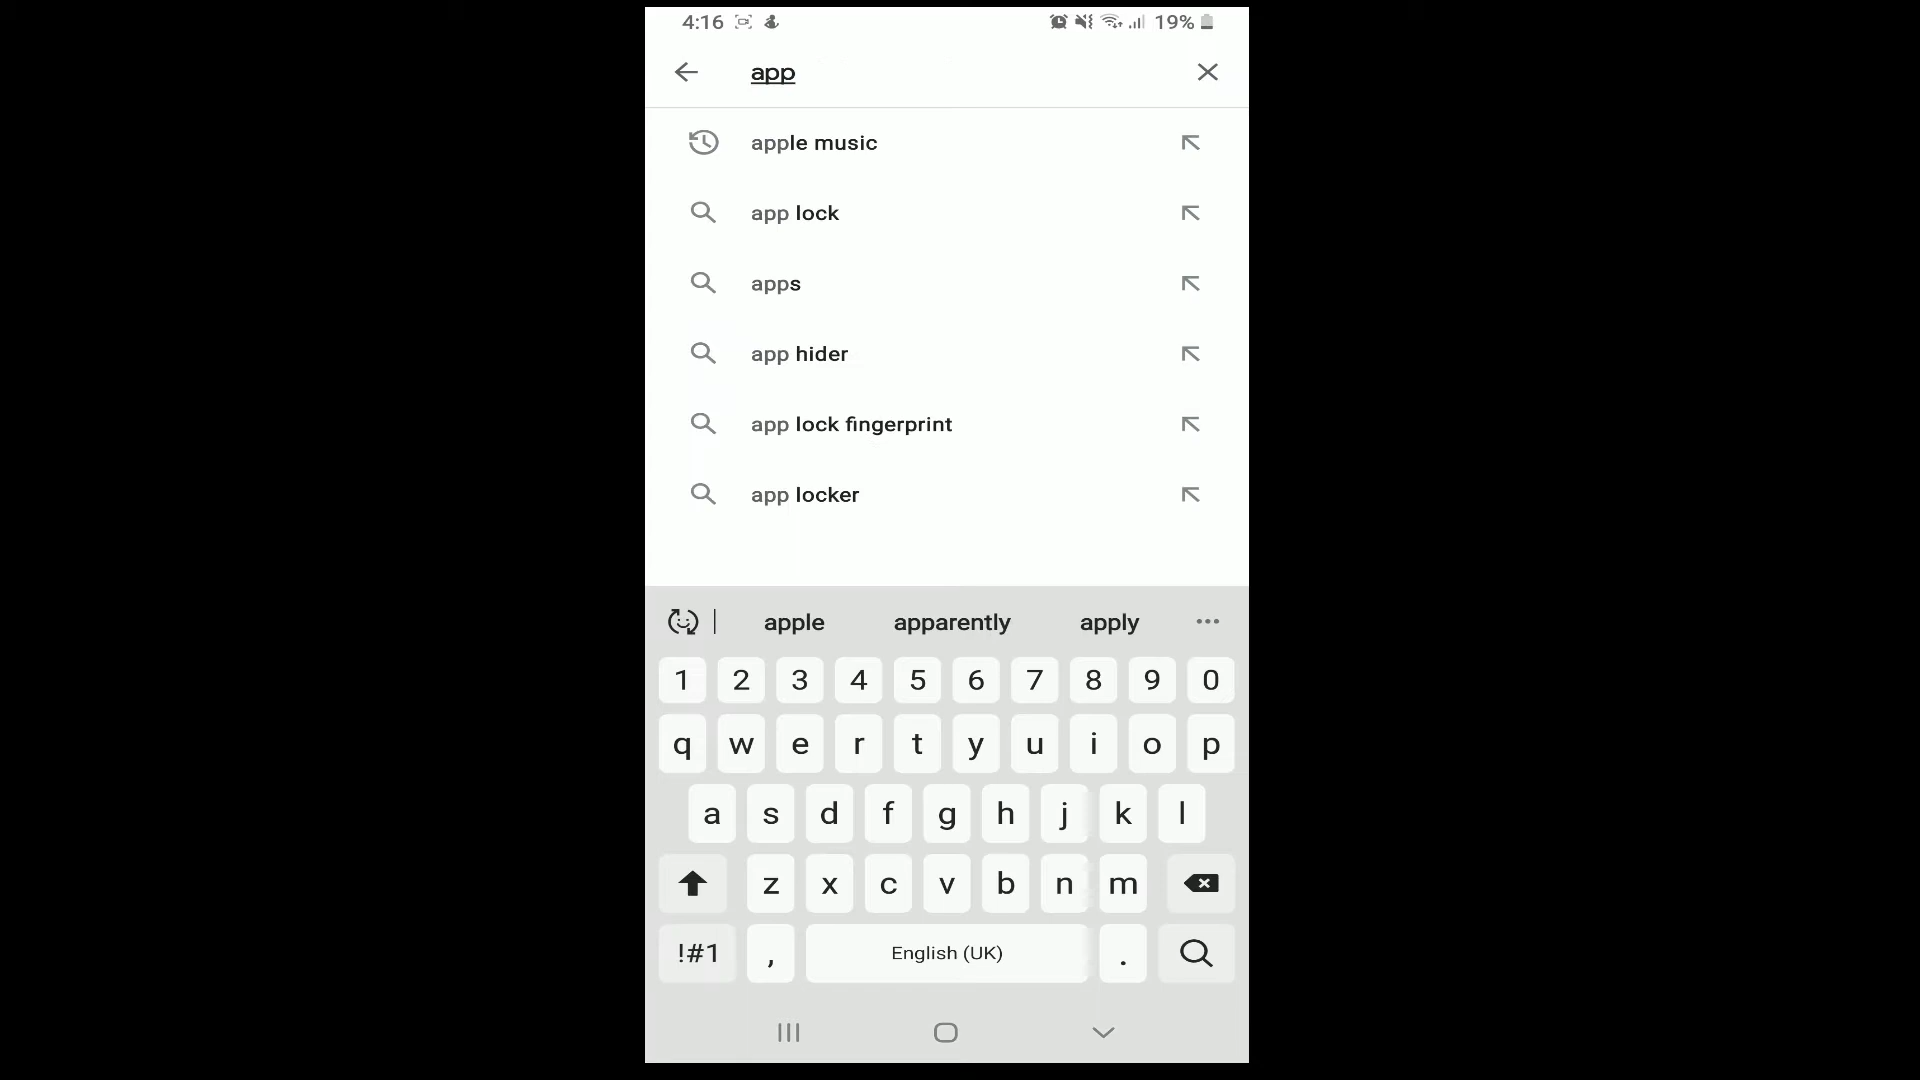 4:16 19%
app
apple music
app lock
apps
app hider
app lock fingerprint
app locker
apple apparently apply
1 2 3 4 5 6 7 8 9 0
q w e r t y u i o p
a s d f g h j k l
z x c v b n m
!#1 , English (UK) .